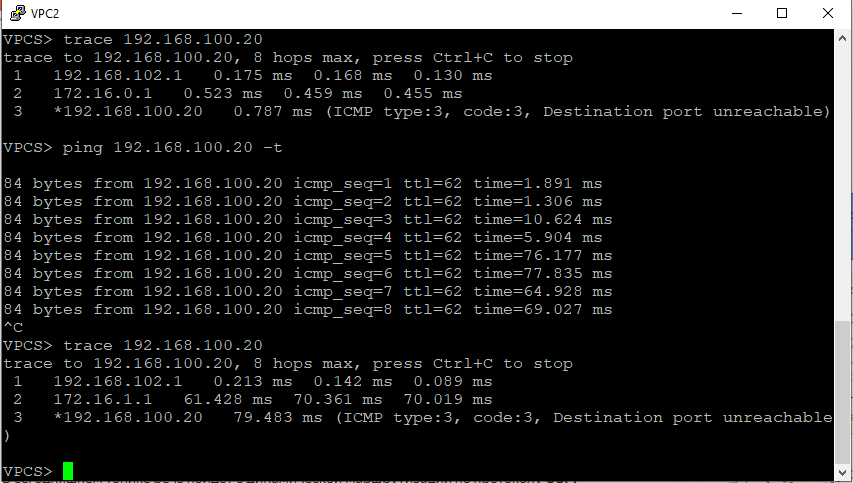 VPC2
VPCS> trace 192.168.100.20
trace to 192.168.100.20, 8 hops max, press Ctrl+C to stop
 1   192.168.102.1   0.175 ms  0.168 ms  0.130 ms
 2   172.16.0.1   0.523 ms  0.459 ms  0.455 ms
 3   *192.168.100.20   0.787 ms (ICMP type:3, code:3, Destination port unreachable)
VPCS> ping 192.168.100.20 -t
84 bytes from 192.168.100.20 icmp_seq=1 ttl=62 time=1.891 ms
84 bytes from 192.168.100.20 icmp_seq=2 ttl=62 time=1.306 ms
84 bytes from 192.168.100.20 icmp_seq=3 ttl=62 time=10.624 ms
84 bytes from 192.168.100.20 icmp_seq=4 ttl=62 time=5.904 ms
84 bytes from 192.168.100.20 icmp_seq=5 ttl=62 time=76.177 ms
84 bytes from 192.168.100.20 icmp_seq=6 ttl=62 time=77.835 ms
84 bytes from 192.168.100.20 icmp_seq=7 ttl=62 time=64.928 ms
84 bytes from 192.168.100.20 icmp_seq=8 ttl=62 time=69.027 ms
^C
VPCS> trace 192.168.100.20
trace to 192.168.100.20, 8 hops max, press Ctrl+C to stop
 1   192.168.102.1   0.213 ms  0.142 ms  0.089 ms
 2   172.16.1.1   61.428 ms  70.361 ms  70.019 ms
 3   *192.168.100.20   79.483 ms (ICMP type:3, code:3, Destination port unreachable
)
VPCS>